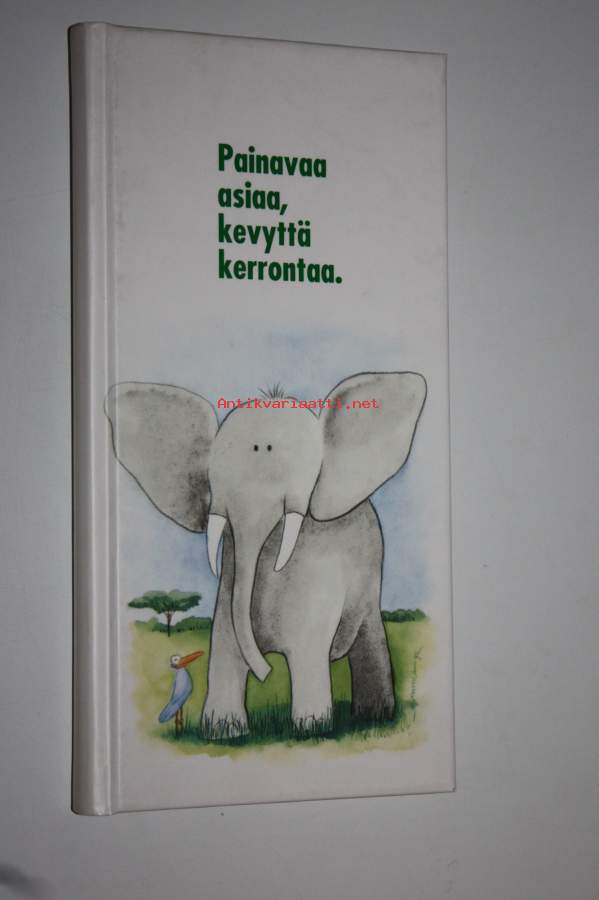 Painavaa
asiaa,
kevyttä
kerrontaa.
Antikvariaatti.net